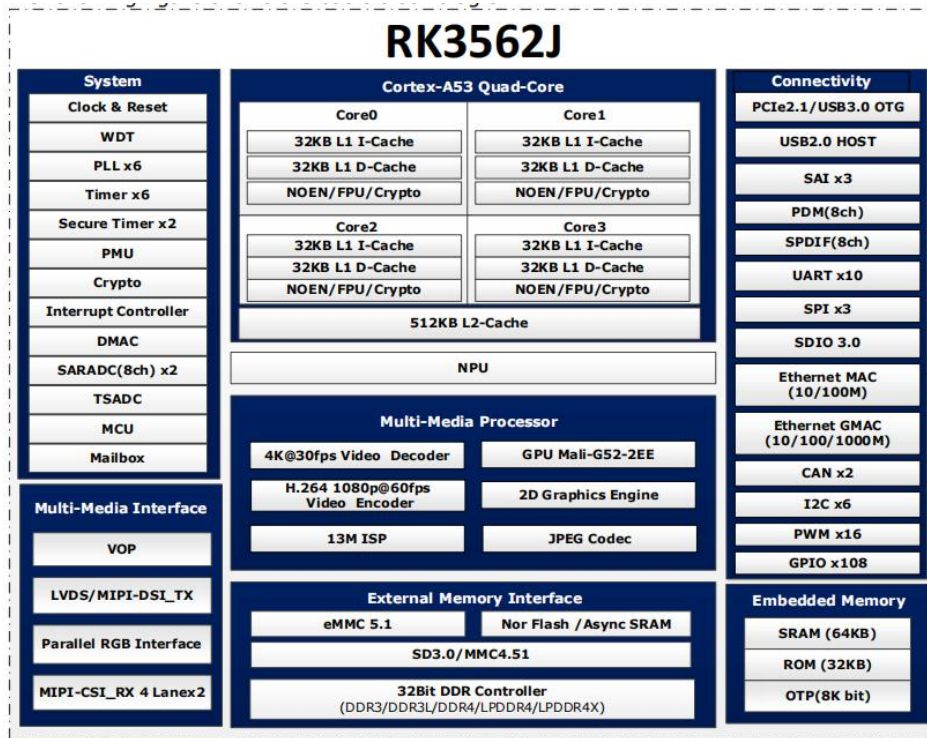 RK3562J
System
Clock & Reset
WDT
PLL x6
Timer x6
Secure Timer x2
PMU
Crypto
Interrupt Controller
DMAC
SARADC(8ch) x2
TSADC
MCU
Mailbox
Multi-Media Interface
VOP
LVDS/MIPI-DSI_TX
Parallel RGB Interface
MIPI-CSI_RX 4 Lanex2
Cortex-A53 Quad-Core
Core0
32KB L1 I-Cache
32KB L1 D-Cache
NOEN/FPU/Crypto
Core1
32KB L1 I-Cache
32KB L1 D-Cache
NOEN/FPU/Crypto
Core2
32KB L1 I-Cache
32KB L1 D-Cache
NOEN/FPU/Crypto
Core3
32KB L1 I-Cache
32KB L1 D-Cache
NOEN/FPU/Crypto
512KB L2-Cache
NPU
Multi-Media Processor
4K@30fps Video Decoder
GPU Mali-G52-2EE
H.264 1080p@60fps
Video Encoder
2D Graphics Engine
13M ISP
JPEG Codec
External Memory Interface
eMMC 5.1
Nor Flash /Async SRAM
SD3.0/MMC4.51
32Bit DDR Controller
(DDR3/DDR3L/DDR4/LPDDR4/LPDDR4X)
Connectivity
PCIe2.1/USB3.0 OTG
USB2.0 HOST
SAI x3
PDM(8ch)
SPDIF(8ch)
UART x10
SPI x3
SDIO 3.0
Ethernet MAC
(10/100M)
Ethernet GMAC
(10/100/1000M)
CAN x2
I2C x6
PWM x16
GPIO x108
Embedded Memory
SRAM (64KB)
ROM (32KB)
OTP(8K bit)